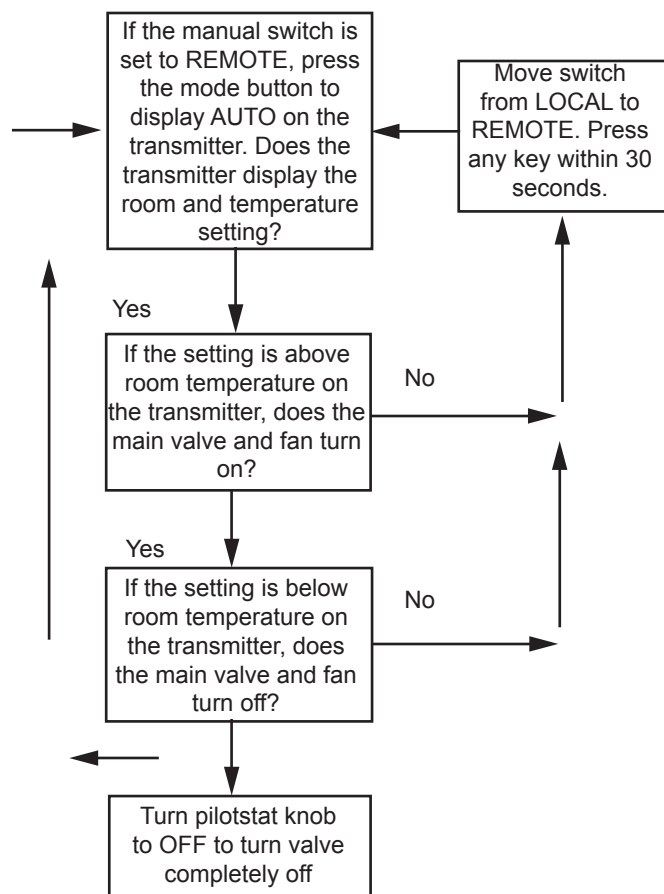 If the manual switch is
set to REMOTE, press
the mode button to
display AUTO on the
transmitter. Does the
transmitter display the
room and temperature
setting?
Move switch
from LOCAL to
REMOTE. Press
any key within 30
seconds.
Yes
If the setting is above
room temperature on
the transmitter, does the
main valve and fan turn
on?
No
Yes
If the setting is below
room temperature on
the transmitter, does
the main valve and fan
turn off?
No
Turn pilotstat knob
to OFF to turn valve
completely off